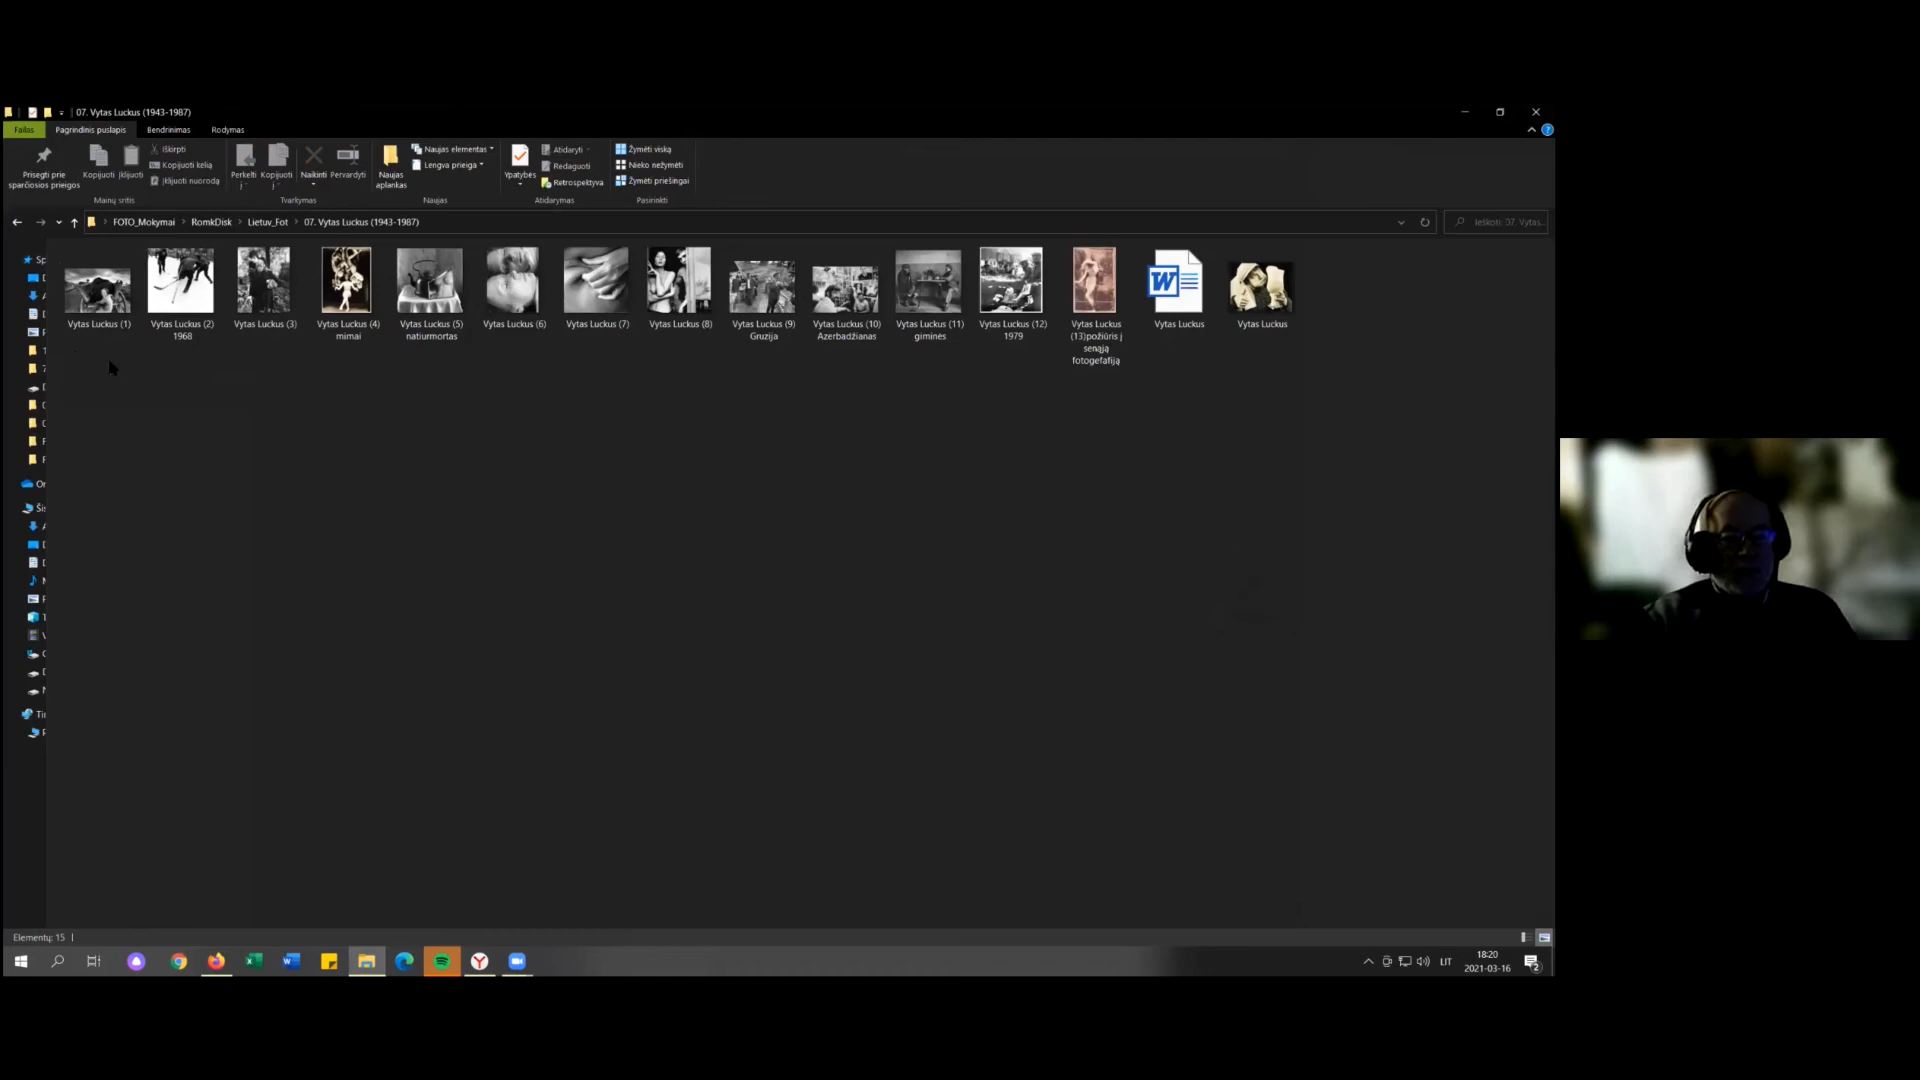 07. Vytas Luckus (1943-1987)
Failas
Pagrindinis puslapis
Bendrinimas
Rodymas
Prisegti prie
sparčiosios prieigos
Kopijuoti
Įklijuoti
Iškirpti
Kopijuoti kelią
Įklijuoti nuorodą
Mainų sritis
Perkelti
į
Kopijuoti
į
Naikinti
Pervardyti
Tvarkymas
Naujas
aplankas
Naujas elementas
Lengva prieiga
Naujas
Ypatybės
Atidaryti
Redaguoti
Retrospektyva
Atidarymas
Žymėti viską
Nieko nežymėti
Žymėti priešingai
Pasirinkti
FOTO_Mokymai > RomkDisk > Lietuv_Fot > 07. Vytas Luckus (1943-1987)
Ieškoti: 07. Vytas...
Vytas Luckus (1)
Vytas Luckus (2)
1968
Vytas Luckus (3)
Vytas Luckus (4)
mimai
Vytas Luckus (5)
natiurmortas
Vytas Luckus (6)
Vytas Luckus (7)
Vytas Luckus (8)
Vytas Luckus (9)
Gruzija
Vytas Luckus (10)
Azerbadžianas
Vytas Luckus (11)
giminės
Vytas Luckus (12)
1979
Vytas Luckus
(13)požiūris į
senąją
fotogefafiją
Vytas Luckus
Vytas Luckus
Elementų: 15
LIT
18:20
2021-03-16
2